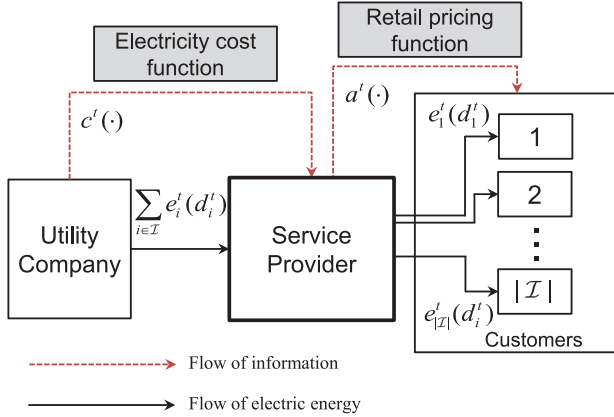 Electricity cost
function
Retail pricing
function
c^t(·)
a^t(·)
e_1^t(d_1^t)
1
2
Utility
Company
∑_{i∈ℐ} e_i^t(d_i^t)
Service
Provider
e_{|ℐ|}^t(d_i^t)
|ℐ|
Customers
Flow of information
Flow of electric energy